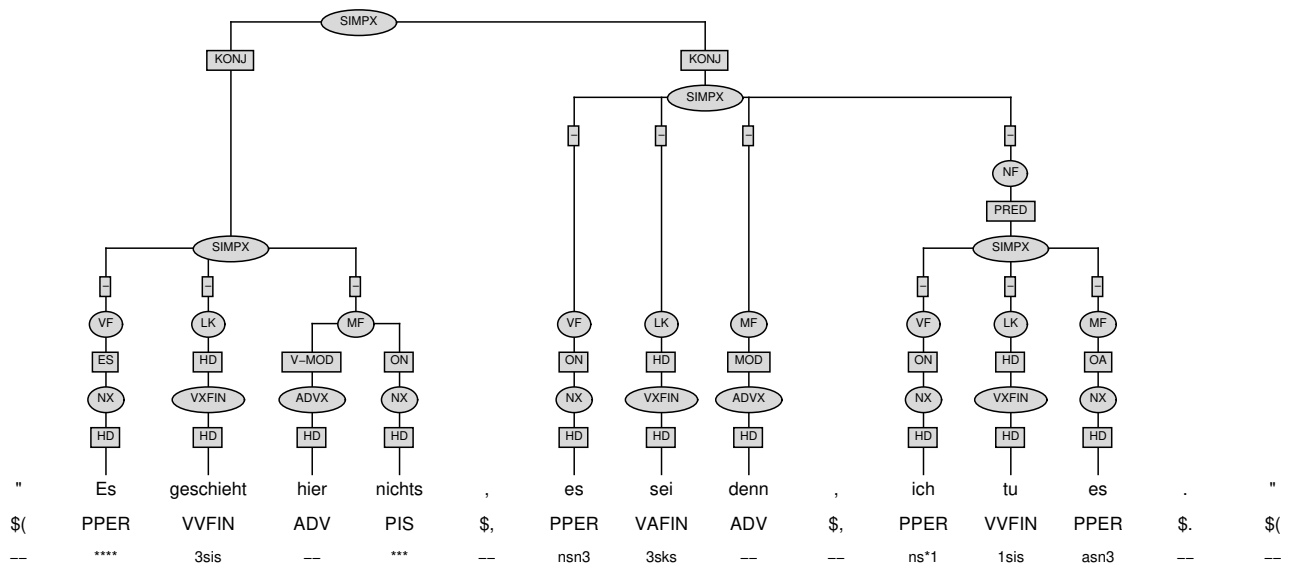 SIMPX
KONJ KONJ
SIMPX
– – – –
NF
PRED
SIMPX SIMPX
– – – – – –
VF LK MF VF LK MF VF LK MF
ES HD V–MOD ON ON HD MOD ON HD OA
NX VXFIN ADVX NX NX VXFIN ADVX NX VXFIN NX
HD HD HD HD HD HD HD HD HD HD
" Es geschieht hier nichts , es sei denn , ich tu es . "
$( PPER VVFIN ADV PIS $, PPER VAFIN ADV $, PPER VVFIN PPER $. $(
–– **** 3sis –– *** –– nsn3 3sks –– –– ns*1 1sis asn3 –– ––